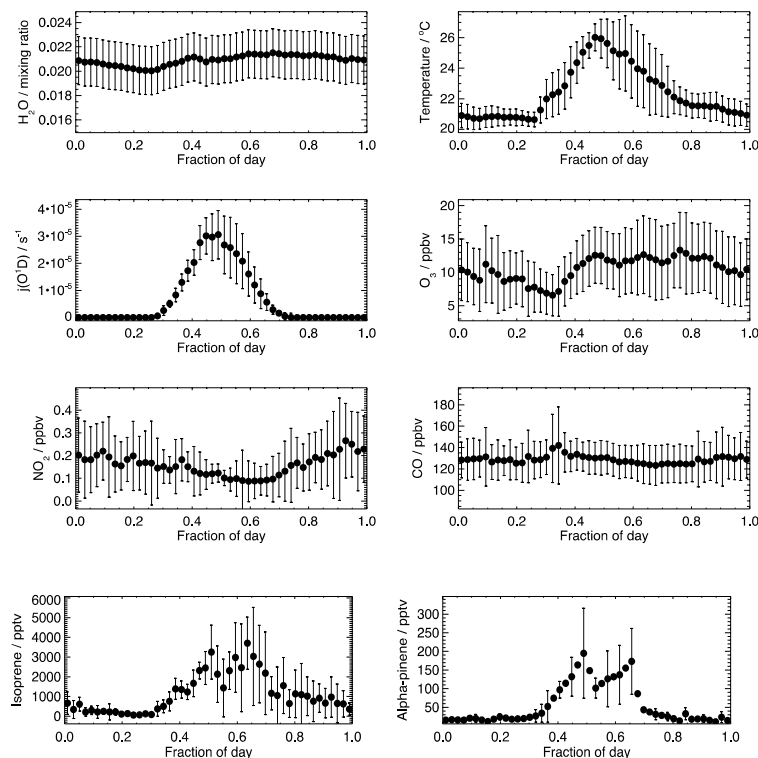 H2O / mixing ratio
0.024
0.022
0.020
0.018
0.016
0.0 0.2 0.4 0.6 0.8 1.0
Fraction of day
Temperature / °C
26
24
22
20
0.0 0.2 0.4 0.6 0.8 1.0
Fraction of day
j(O1D) / s-1
4•10-5
3•10-5
2•10-5
1•10-5
0
0.0 0.2 0.4 0.6 0.8 1.0
Fraction of day
O3 / ppbv
20
15
10
5
0.0 0.2 0.4 0.6 0.8 1.0
Fraction of day
NO2 / ppbv
0.4
0.3
0.2
0.1
0.0
0.0 0.2 0.4 0.6 0.8 1.0
Fraction of day
CO / ppbv
180
160
140
120
100
0.0 0.2 0.4 0.6 0.8 1.0
Fraction of day
Isoprene / pptv
6000
5000
4000
3000
2000
1000
0
0.0 0.2 0.4 0.6 0.8 1.0
Fraction of day
Alpha-pinene / pptv
300
250
200
150
100
50
0.0 0.2 0.4 0.6 0.8 1.0
Fraction of day